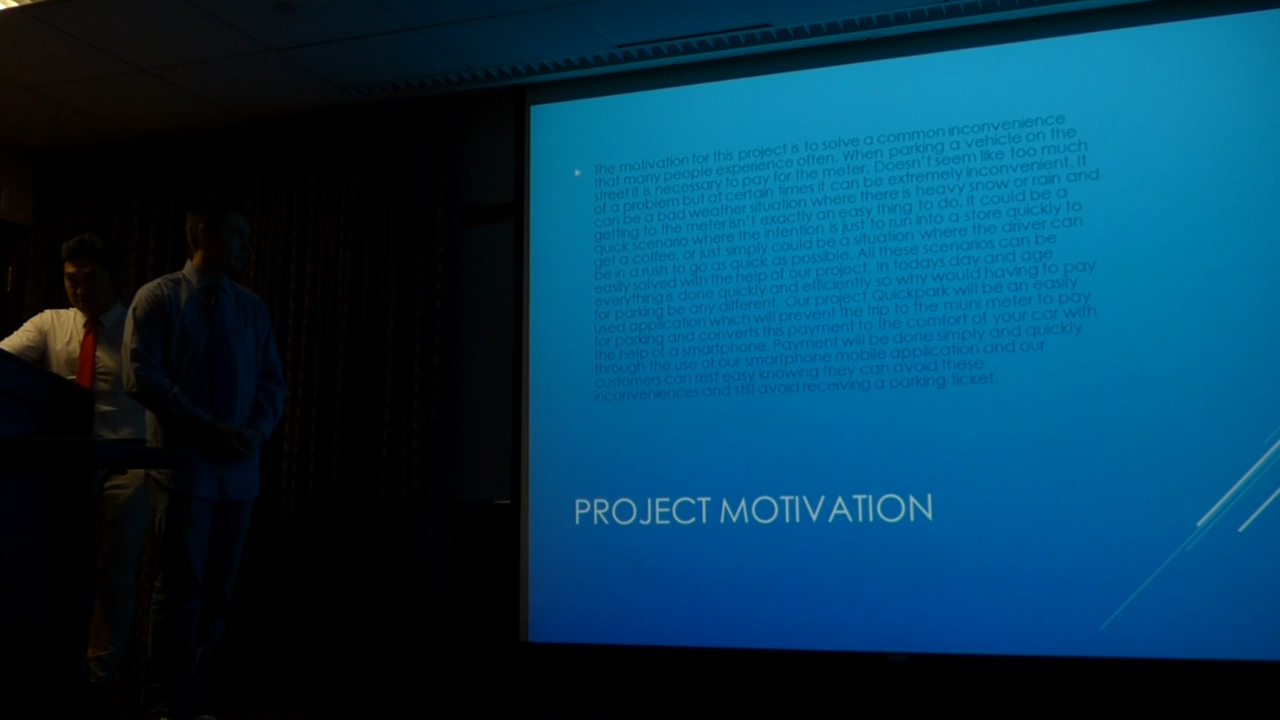 The motivation for this project is to solve a common inconvenience
that many people experience often. When parking a vehicle on the
street it is necessary to pay for the meter. Doesn't seem like too much
of a problem but at certain times it can be extremely inconvenient. It
can be a bad weather situation where there is heavy snow or rain and
getting to the meter isn't exactly an easy thing to do, it could be a
quick scenario where the intention is just to run into a store quickly to
get a coffee, or just simply could be a situation where the driver can
be in a rush to go as quick as possible. All these scenarios can be
easily solved with the help of our project. In todays day and age
everything is done quickly and efficiently so why would having to pay
for parking be any different. Our project Quickpark will be an easily
used application which will prevent the trip to the muni meter to pay
for parking and converts this payment to the comfort of your car with
the help of a smartphone. Payment will be done simply and quickly
through the use of our smartphone mobile application and our
customers can rest easy knowing they can avoid these
inconveniences and still avoid receiving a parking ticket.
PROJECT MOTIVATION